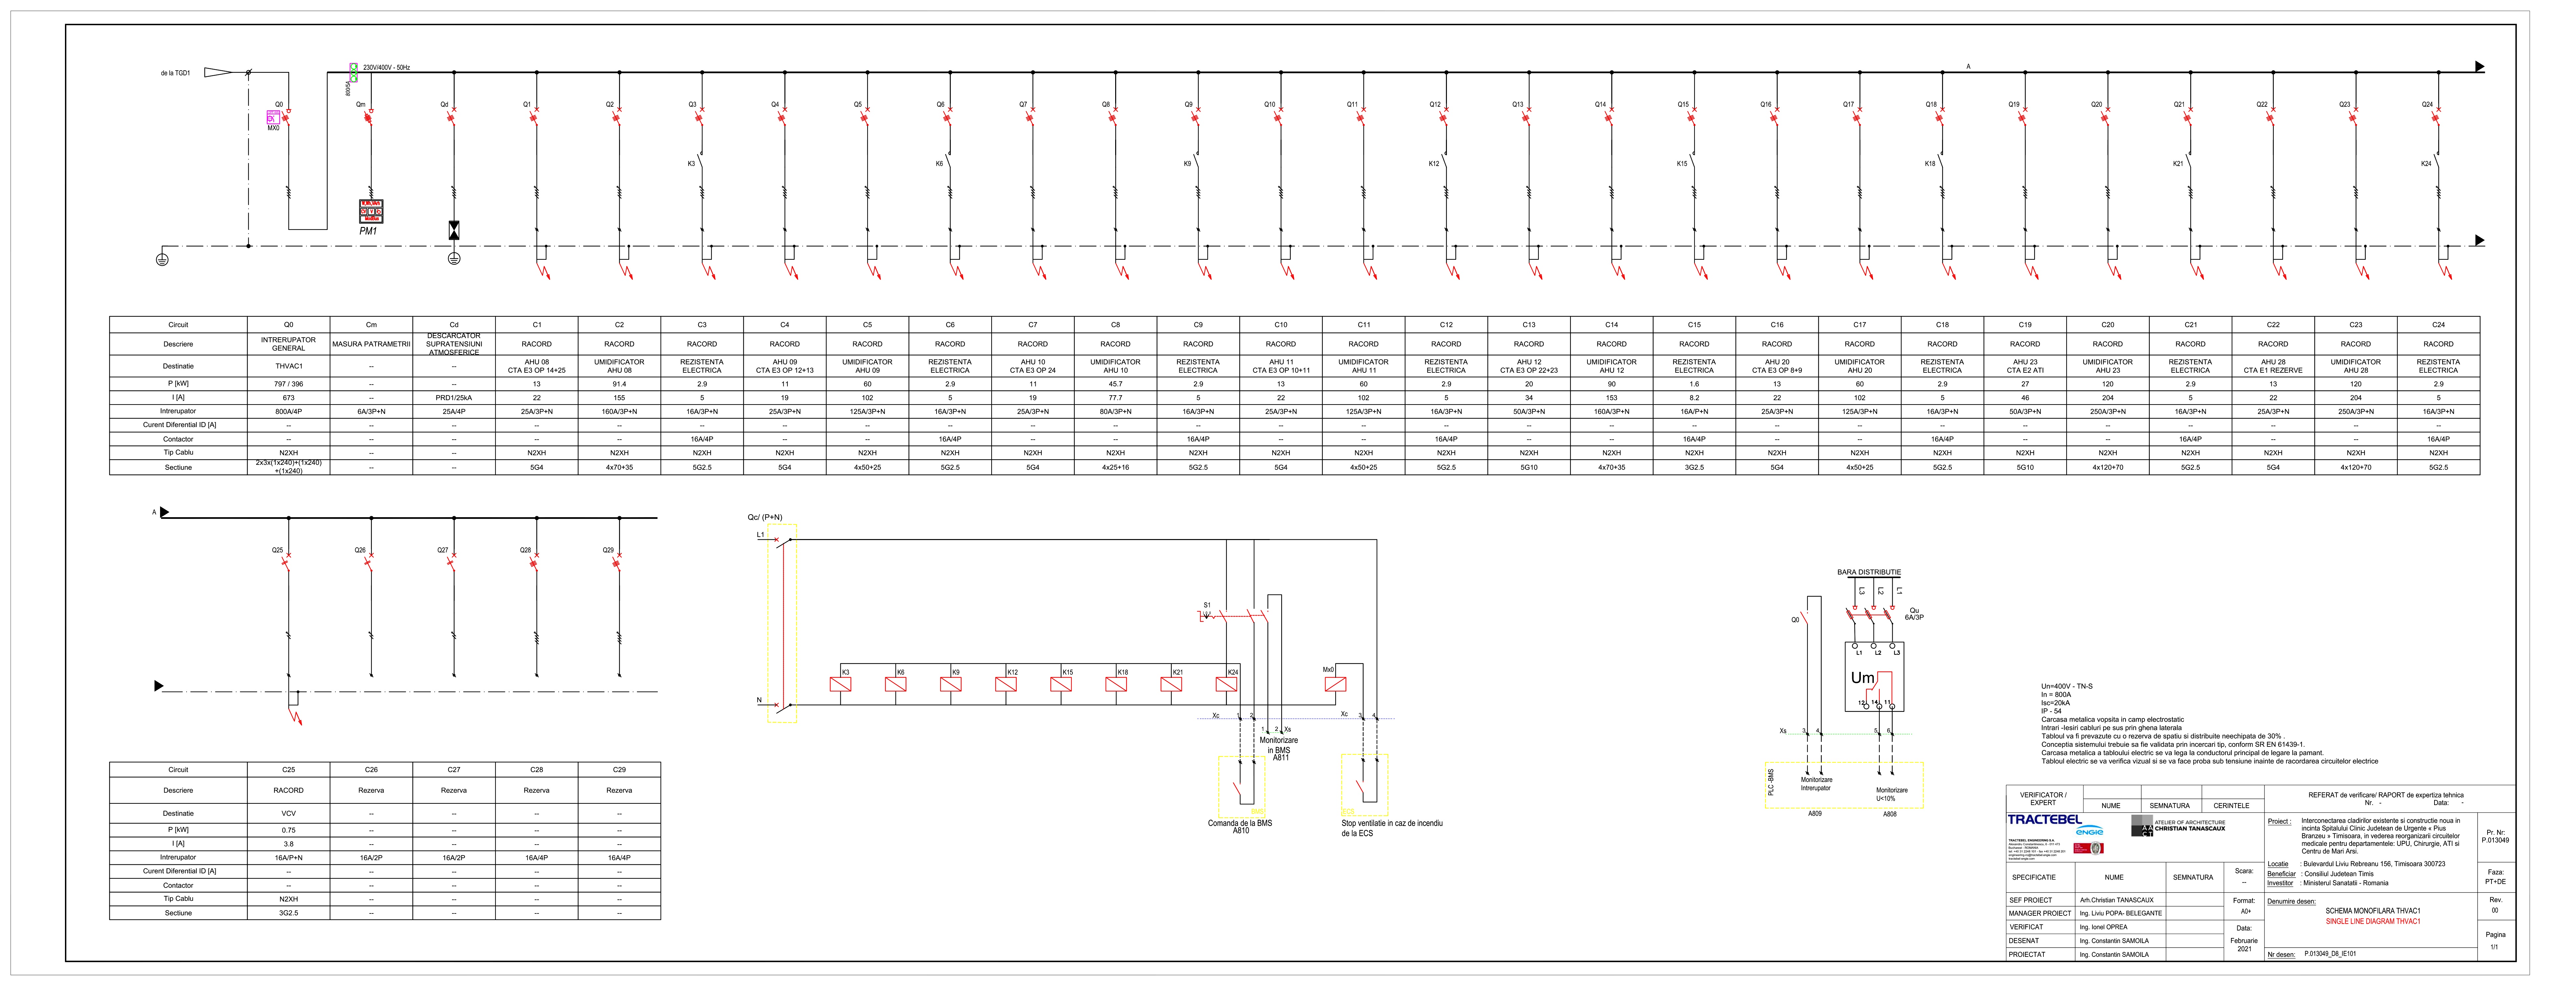 de la TGD1
800/5A
230V/400V - 50Hz
A
Q0 Qm Qd Q1 Q2 Q3 Q4 Q5 Q6 Q7 Q8 Q9 Q10 Q11 Q12 Q13 Q14 Q15 Q16 Q17 Q18 Q19 Q20 Q21 Q22 Q23 Q24
MX0
K3 K6 K9 K12 K15 K18 K21 K24
PM1
Circuit Q0 Cm Cd C1 C2 C3 C4 C5 C6 C7 C8 C9 C10 C11 C12 C13 C14 C15 C16 C17 C18 C19 C20 C21 C22 C23 C24
Descriere INTRERUPATOR GENERAL MASURA PATRAMETRII DESCARCATOR SUPRATENSIUNI ATMOSFERICE RACORD RACORD RACORD RACORD RACORD RACORD RACORD RACORD RACORD RACORD RACORD RACORD RACORD RACORD RACORD RACORD RACORD RACORD RACORD RACORD RACORD RACORD RACORD RACORD
Destinatie THVAC1 -- -- AHU 08 CTA E3 OP 14+25 UMIDIFICATOR AHU 08 REZISTENTA ELECTRICA AHU 09 CTA E3 OP 12+13 UMIDIFICATOR AHU 09 REZISTENTA ELECTRICA AHU 10 CTA E3 OP 24 UMIDIFICATOR AHU 10 REZISTENTA ELECTRICA AHU 11 CTA E3 OP 10+11 UMIDIFICATOR AHU 11 REZISTENTA ELECTRICA AHU 12 CTA E3 OP 22+23 UMIDIFICATOR AHU 12 REZISTENTA ELECTRICA AHU 20 CTA E3 OP 8+9 UMIDIFICATOR AHU 20 REZISTENTA ELECTRICA AHU 23 CTA E2 ATI UMIDIFICATOR AHU 23 REZISTENTA ELECTRICA AHU 28 CTA E1 REZERVE UMIDIFICATOR AHU 28 REZISTENTA ELECTRICA
P [kW] 797 / 396 -- -- 13 91.4 2.9 11 60 2.9 11 45.7 2.9 13 60 2.9 20 90 1.6 13 60 2.9 27 120 2.9 13 120 2.9
I [A] 673 -- PRD1/25kA 22 155 5 19 102 5 19 77.7 5 22 102 5 34 153 8.2 22 102 5 46 204 5 22 204 5
Intrerupator 800A/4P 6A/3P+N 25A/4P 25A/3P+N 160A/3P+N 16A/3P+N 25A/3P+N 125A/3P+N 16A/3P+N 25A/3P+N 80A/3P+N 16A/3P+N 25A/3P+N 125A/3P+N 16A/3P+N 50A/3P+N 160A/3P+N 16A/P+N 25A/3P+N 125A/3P+N 16A/3P+N 50A/3P+N 250A/3P+N 16A/3P+N 25A/3P+N 250A/3P+N 16A/3P+N
Curent Diferential ID [A] -- -- -- -- -- -- -- -- -- -- -- -- -- -- -- -- -- -- -- -- -- -- -- -- -- -- --
Contactor -- -- -- -- -- 16A/4P -- -- 16A/4P -- -- 16A/4P -- -- 16A/4P -- -- 16A/4P -- -- 16A/4P -- -- 16A/4P -- -- 16A/4P
Tip Cablu N2XH -- -- N2XH N2XH N2XH N2XH N2XH N2XH N2XH N2XH N2XH N2XH N2XH N2XH N2XH N2XH N2XH N2XH N2XH N2XH N2XH N2XH N2XH N2XH N2XH N2XH
Sectiune 2x3x(1x240)+(1x240)+(1x240) -- -- 5G4 4x70+35 5G2.5 5G4 4x50+25 5G2.5 5G4 4x25+16 5G2.5 5G4 4x50+25 5G2.5 5G10 4x70+35 3G2.5 5G4 4x50+25 5G2.5 5G10 4x120+70 5G2.5 5G4 4x120+70 5G2.5
A
Q25 Q26 Q27 Q28 Q29
Circuit C25 C26 C27 C28 C29
Descriere RACORD Rezerva Rezerva Rezerva Rezerva
Destinatie VCV -- -- -- --
P [kW] 0.75 -- -- -- --
I [A] 3.8 -- -- -- --
Intrerupator 16A/P+N 16A/2P 16A/2P 16A/4P 16A/4P
Curent Diferential ID [A] -- -- -- -- --
Contactor -- -- -- -- --
Tip Cablu N2XH -- -- -- --
Sectiune 3G2.5 -- -- -- --
Qc/ (P+N)
L1
S1
K3 K6 K9 K12 K15 K18 K21 K24 Mx0
N
Xc 1 2
Xc 3 4
1 2 Xs
Monitorizare
in BMS
A811
BMS
ECS
Comanda de la BMS
A810
Stop ventilatie in caz de incendiu
de la ECS
BARA DISTRIBUTIE
L3 L2 L1
Qu
6A/3P
Q0
L1 L2 L3
Um
12 14 11
Xs 3 4 5 6
PLC -BMS
Monitorizare
Intrerupator
Monitorizare
U<10%
A809
A808
Un=400V - TN-S
In = 800A
Isc=20kA
IP - 54
Carcasa metalica vopsita in camp electrostatic
Intrari -Iesiri cabluri pe sus prin ghena laterala
Tabloul va fi prevazute cu o rezerva de spatiu si distribuite neechipata de 30% .
Conceptia sistemului trebuie sa fie validata prin incercari tip, conform SR EN 61439-1.
Carcasa metalica a tabloului electric se va lega la conductorul principal de legare la pamant.
Tabloul electric se va verifica vizual si se va face proba sub tensiune inainte de racordarea circuitelor electrice
VERIFICATOR /
EXPERT
NUME SEMNATURA CERINTELE
REFERAT de verificare/ RAPORT de expertiza tehnica
Nr. - Data: -
TRACTEBEL
ENGIE
TRACTEBEL ENGINEERING S.A.
ATELIER OF ARCHITECTURE
CHRISTIAN TANASCAUX
Proiect : Interconectarea cladirilor existente si constructie noua in
incinta Spitalului Clinic Judetean de Urgente « Pius
Branzeu » Timisoara, in vederea reorganizarii circuitelor
medicale pentru departamentele: UPU, Chirurgie, ATI si
Centru de Mari Arsi.
Pr. Nr:
P.013049
Locatie : Bulevardul Liviu Rebreanu 156, Timisoara 300723
Beneficiar : Consiliul Judetean Timis
Investitor : Ministerul Sanatatii - Romania
Faza:
PT+DE
SPECIFICATIE NUME SEMNATURA
Scara:
--
SEF PROIECT Arh.Christian TANASCAUX
MANAGER PROIECT Ing. Liviu POPA- BELEGANTE
VERIFICAT Ing. Ionel OPREA
DESENAT Ing. Constantin SAMOILA
PROIECTAT Ing. Constantin SAMOILA
Format:
A0+
Data:
Februarie
2021
Denumire desen:
SCHEMA MONOFILARA THVAC1
SINGLE LINE DIAGRAM THVAC1
Rev.
00
Pagina
1/1
Nr desen: P.013049_D8_IE101